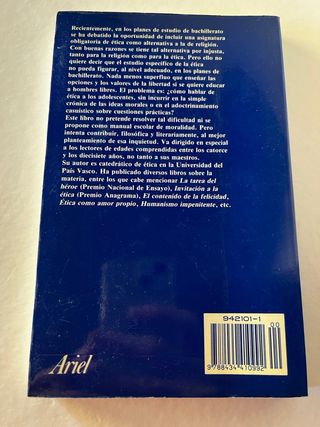 Recientemente, en los planes de estudio de bachillerato
se ha debatido la oportunidad de incluir una asignatura
obligatoria de ética como alternativa a la de religión.
Con buenas razones se tiene tal alternativa por injusta,
tanto para la religión como para la ética. Pero ello no
quiere decir que el estudio específico de la ética
no pueda figurar, al nivel adecuado, en los planes de
bachillerato. Nada menos superfluo que enseñar las
opciones y los valores de la libertad si se quiere educar
a hombres libres. El problema es: ¿cómo hablar de
ética a los adolescentes, sin incurrir en la simple
crónica de las ideas morales o en el adoctrinamiento
casuístico sobre cuestiones prácticas?
Este libro no pretende resolver tal dificultad ni se
propone como manual escolar de moralidad. Pero
intenta contribuir, filosófica y literariamente, al mejor
planteamiento de esa inquietud. Va dirigido en especial
a los lectores de edades comprendidas entre los catorce
y los diecisiete años, no tanto a sus maestros.
Su autor es catedrático de ética en la Universidad del
País Vasco. Ha publicado diversos libros sobre la
materia, entre los que cabe mencionar La tarea del
héroe (Premio Nacional de Ensayo), Invitación a la
ética (Premio Anagrama), El contenido de la felicidad,
Ética como amor propio, Humanismo impenitente, etc.
942101-1
00
9788434410992
Ariel